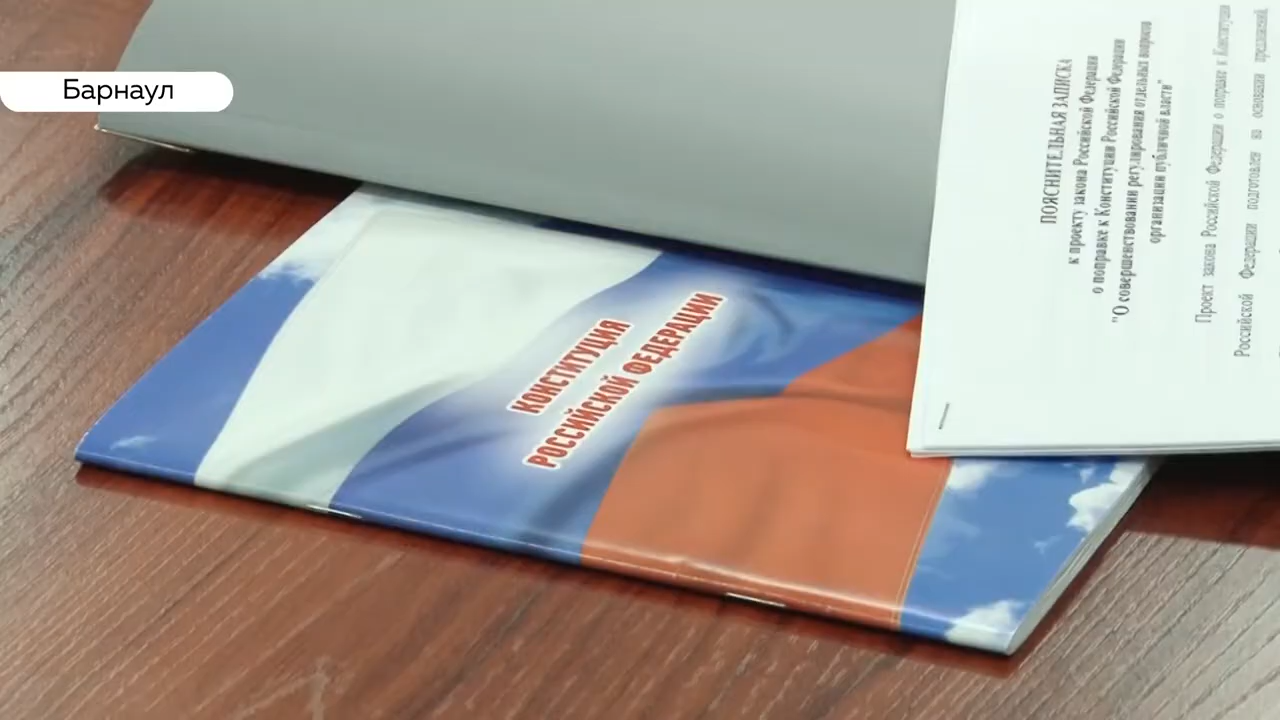 Барнаул
КОНСТИТУЦИЯ
РОССИЙСКОЙ ФЕДЕРАЦИИ
ПОЯСНИТЕЛЬНАЯ ЗАПИСКА
к проекту закона Российской Федерации
о поправке к Конституции Российской Федерации
"О совершенствовании регулирования отдельных вопросов
организации публичной власти"
Проект закона Российской Федерации о поправке к Конституции
Российской Федерации подготовлен на основании предложений,